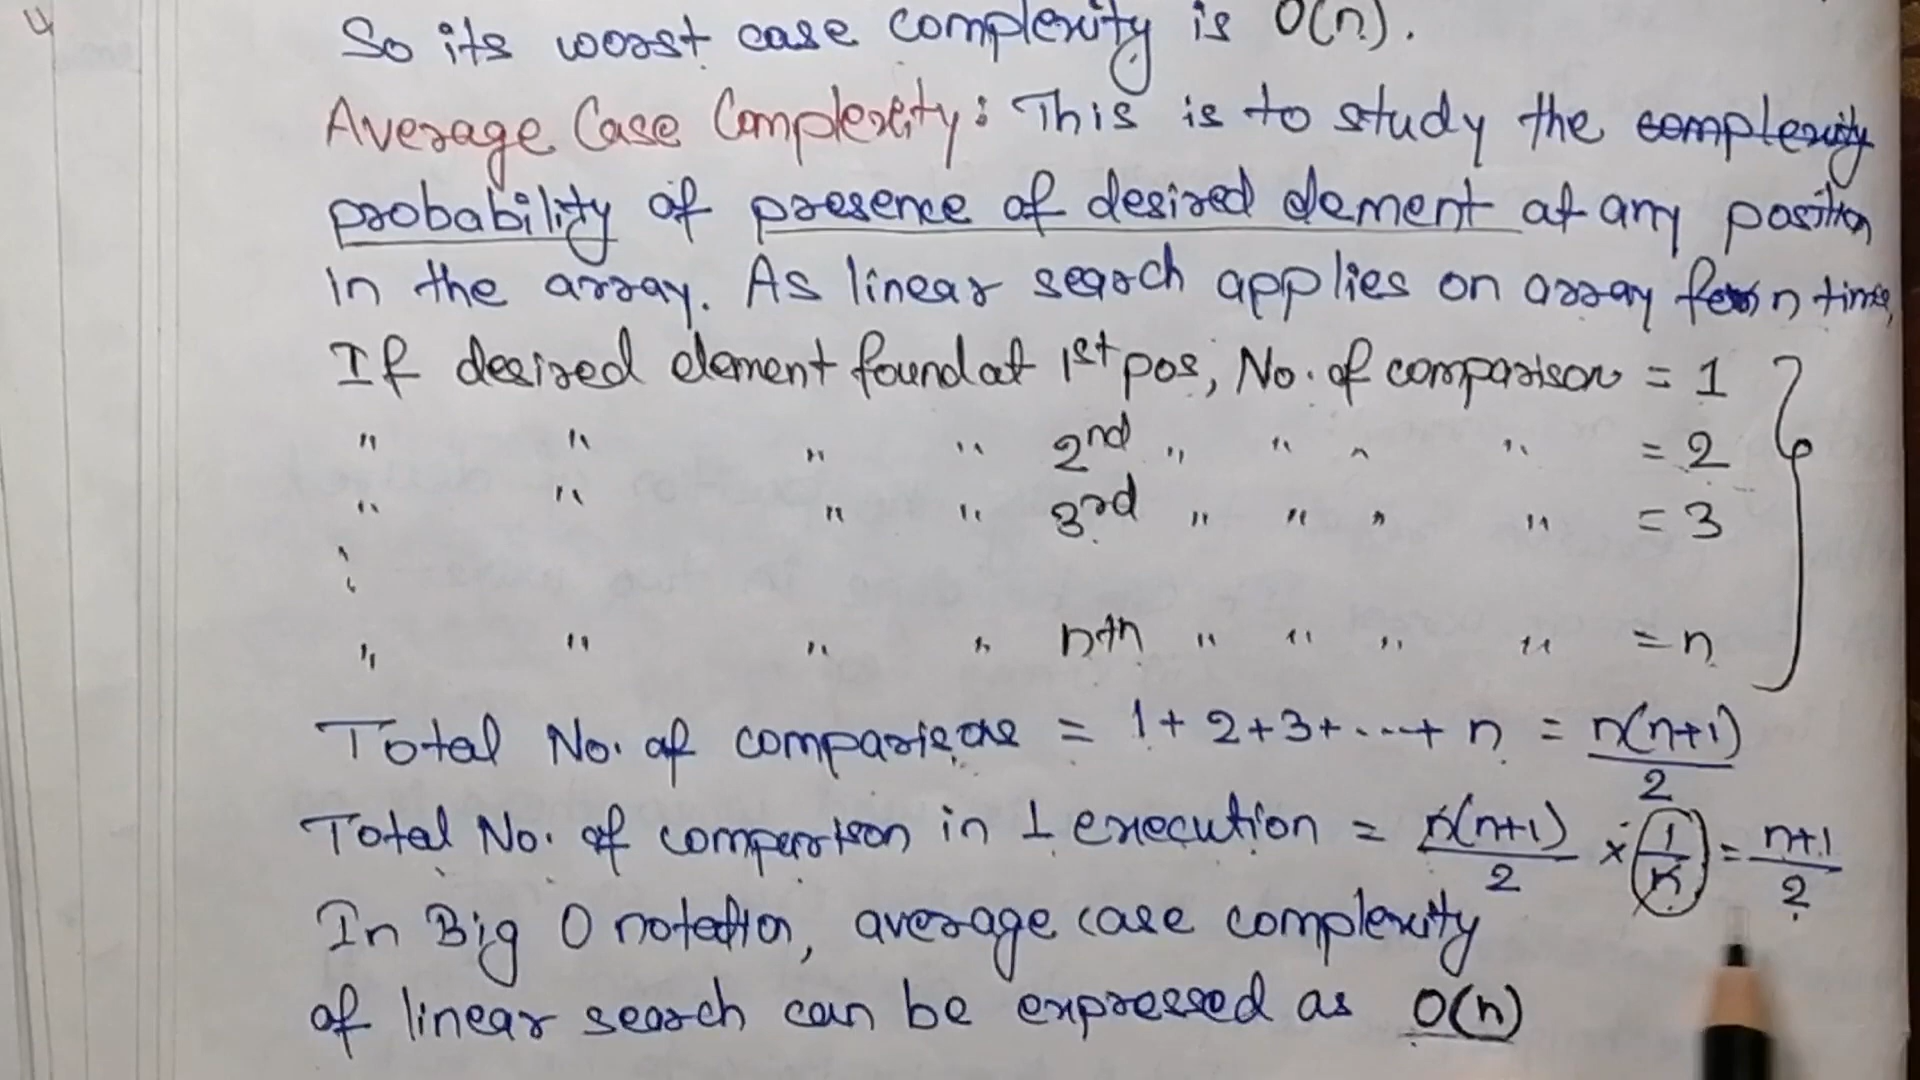 So its worst case complexity is O(n).
Average Case Complexity: This is to study the complexity
probability of presence of desired element at any position
in the array. As linear search applies on array for n time,
If desired element found at 1st pos, No. of comparison = 1
" " " " 2nd " " " " = 2
" " " " 3rd " " " " = 3
" " " " nth " " " " = n
Total No. of comparisons = 1 + 2 + 3 + ... + n = n(n+1)/2
Total No. of comparison in 1 execution = n(n+1)/2 × (1/n) = n+1/2
In Big O notation, average case complexity
of linear search can be expressed as O(n)